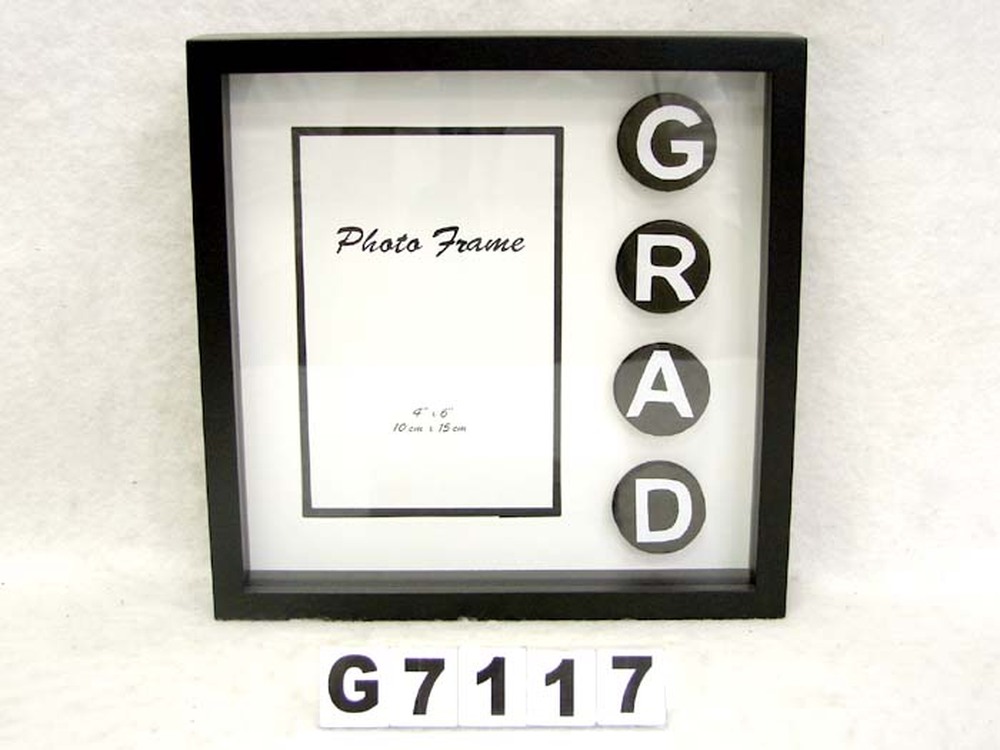 Photo Frame
4" x 6"
10 cm x 15 cm
G
R
A
D
G7117